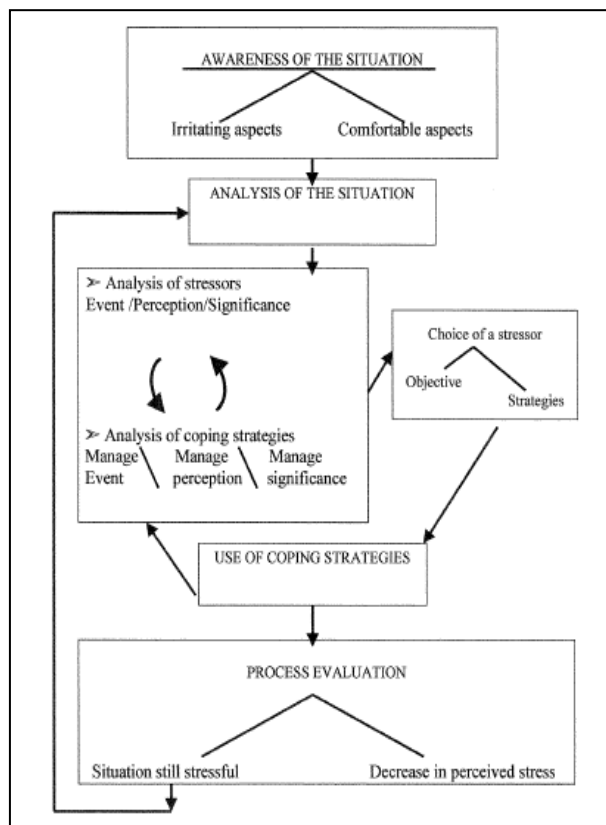 AWARENESS OF THE SITUATION
Irritating aspects
Comfortable aspects
ANALYSIS OF THE SITUATION
➢ Analysis of stressors
Event /Perception/Significance
Choice of a stressor
Objective
Strategies
➢ Analysis of coping strategies
Manage Manage Manage
Event perception significance
USE OF COPING STRATEGIES
PROCESS EVALUATION
Situation still stressful
Decrease in perceived stress